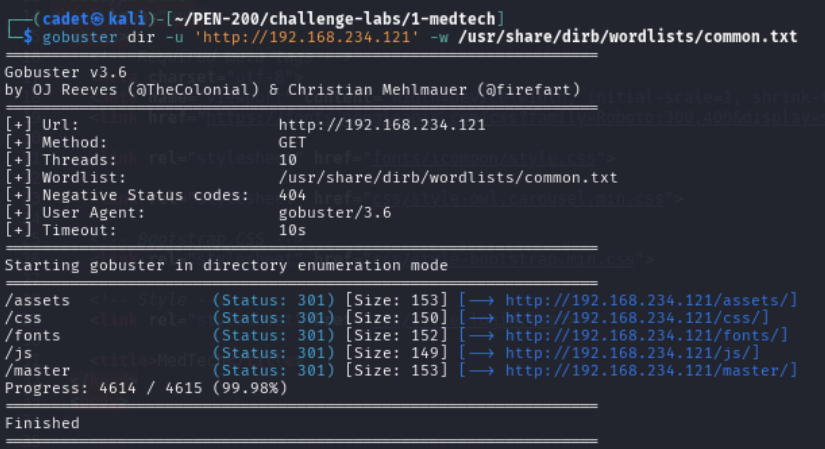 ┌──(cadet㉿kali)-[~/PEN-200/challenge-labs/1-medtech]
└─$ gobuster dir -u 'http://192.168.234.121' -w /usr/share/dirb/wordlists/common.txt
===============================================================
Gobuster v3.6
by OJ Reeves (@TheColonial) & Christian Mehlmauer (@firefart)
===============================================================
[+] Url:                     http://192.168.234.121
[+] Method:                  GET
[+] Threads:                 10
[+] Wordlist:                /usr/share/dirb/wordlists/common.txt
[+] Negative Status codes:   404
[+] User Agent:              gobuster/3.6
[+] Timeout:                 10s
===============================================================
Starting gobuster in directory enumeration mode
===============================================================
/assets               (Status: 301) [Size: 153] [--> http://192.168.234.121/assets/]
/css                  (Status: 301) [Size: 150] [--> http://192.168.234.121/css/]
/fonts                (Status: 301) [Size: 152] [--> http://192.168.234.121/fonts/]
/js                   (Status: 301) [Size: 149] [--> http://192.168.234.121/js/]
/master               (Status: 301) [Size: 153] [--> http://192.168.234.121/master/]
Progress: 4614 / 4615 (99.98%)
===============================================================
Finished
===============================================================